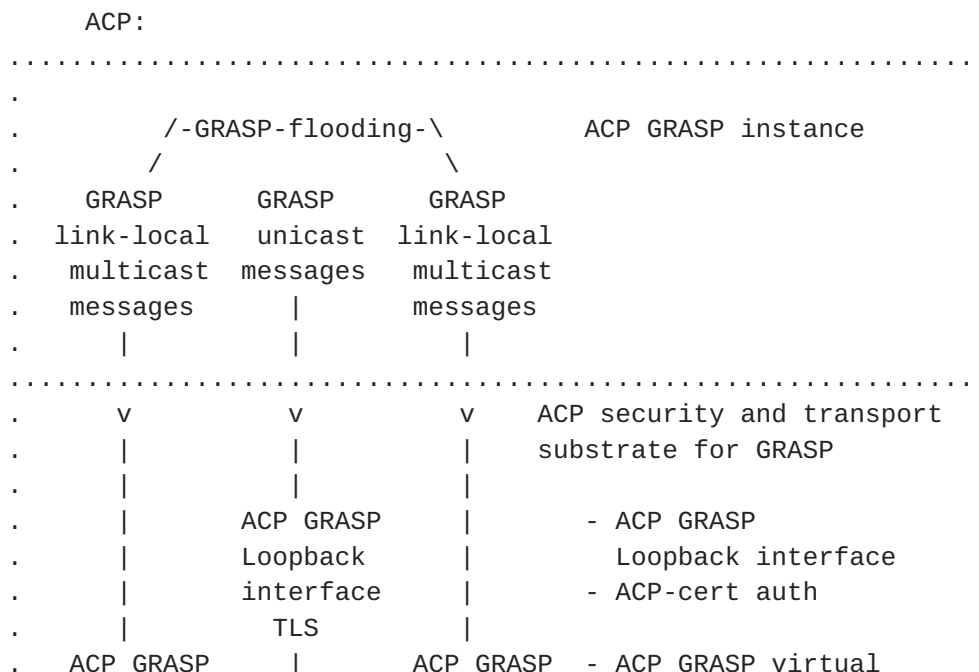 ACP:
...............................................................
.
.         /-GRASP-flooding-\         ACP GRASP instance
.        /                  \
.    GRASP      GRASP      GRASP
.  link-local   unicast  link-local
.   multicast  messages   multicast
.   messages      |       messages
.      |          |          |
...............................................................
.      v          v          v    ACP security and transport
.      |          |          |    substrate for GRASP
.      |          |          |
.      |       ACP GRASP     |       - ACP GRASP
.      |       Loopback      |         Loopback interface
.      |       interface     |       - ACP-cert auth
.      |         TLS         |
.   ACP GRASP     |       ACP GRASP  - ACP GRASP virtual